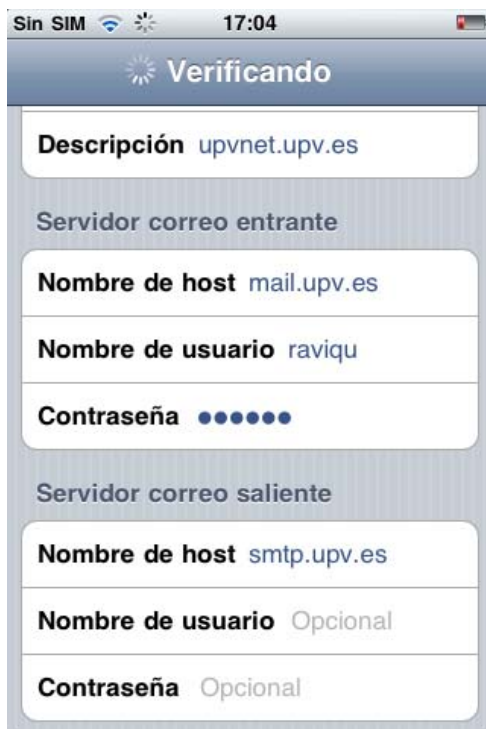 Sin SIM 17:04
Verificando
Descripción upvnet.upv.es
Servidor correo entrante
Nombre de host mail.upv.es
Nombre de usuario raviqu
Contraseña ●●●●●●
Servidor correo saliente
Nombre de host smtp.upv.es
Nombre de usuario Opcional
Contraseña Opcional